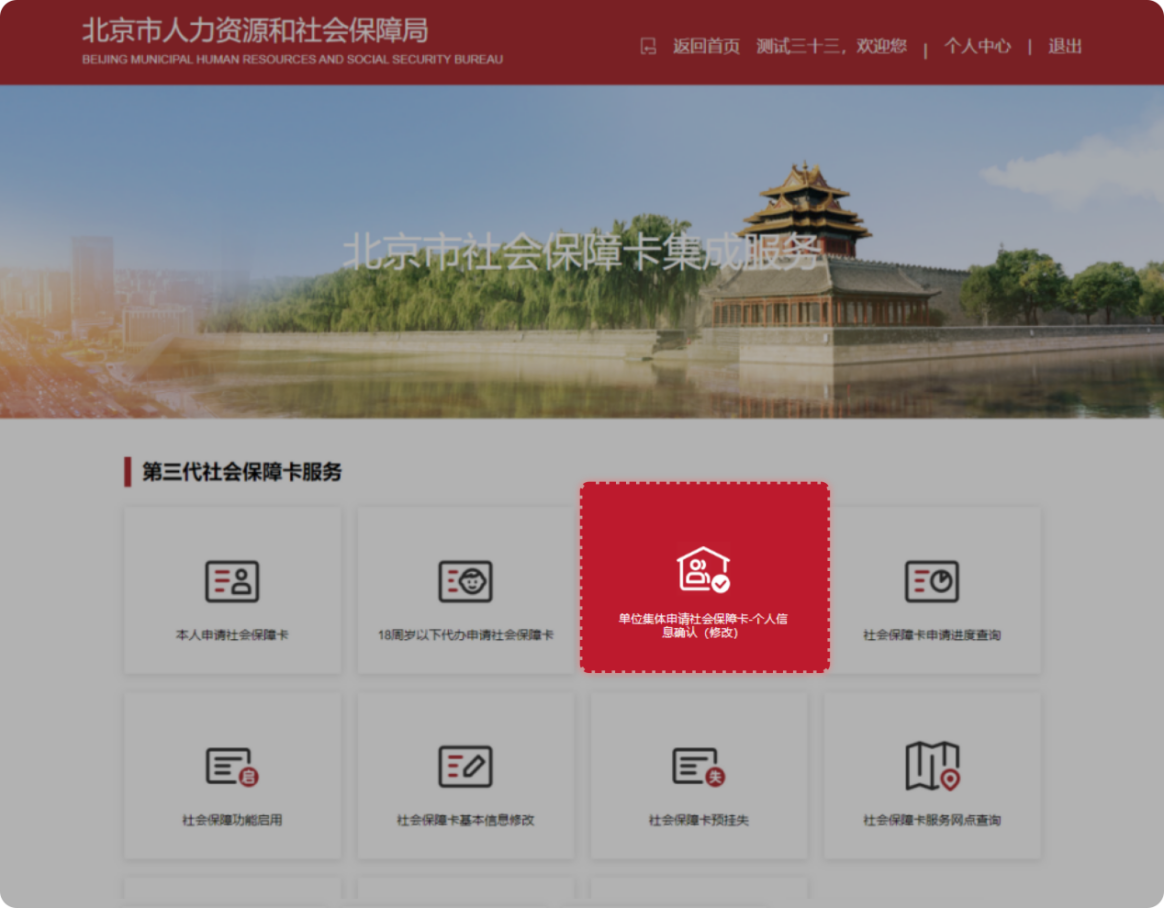 北京市人力资源和社会保障局
BEIJING MUNICIPAL HUMAN RESOURCES AND SOCIAL SECURITY BUREAU
返回首页 测试三十三，欢迎您 | 个人中心 | 退出
北京市社会保障卡集成服务
第三代社会保障卡服务
本人申请社会保障卡
18周岁以下代办申请社会保障卡
单位集体申请社会保障卡-个人信
息确认（修改）
社会保障卡申请进度查询
启
社会保障功能启用
社会保障卡基本信息修改
失
社会保障卡预挂失
社会保障卡服务网点查询